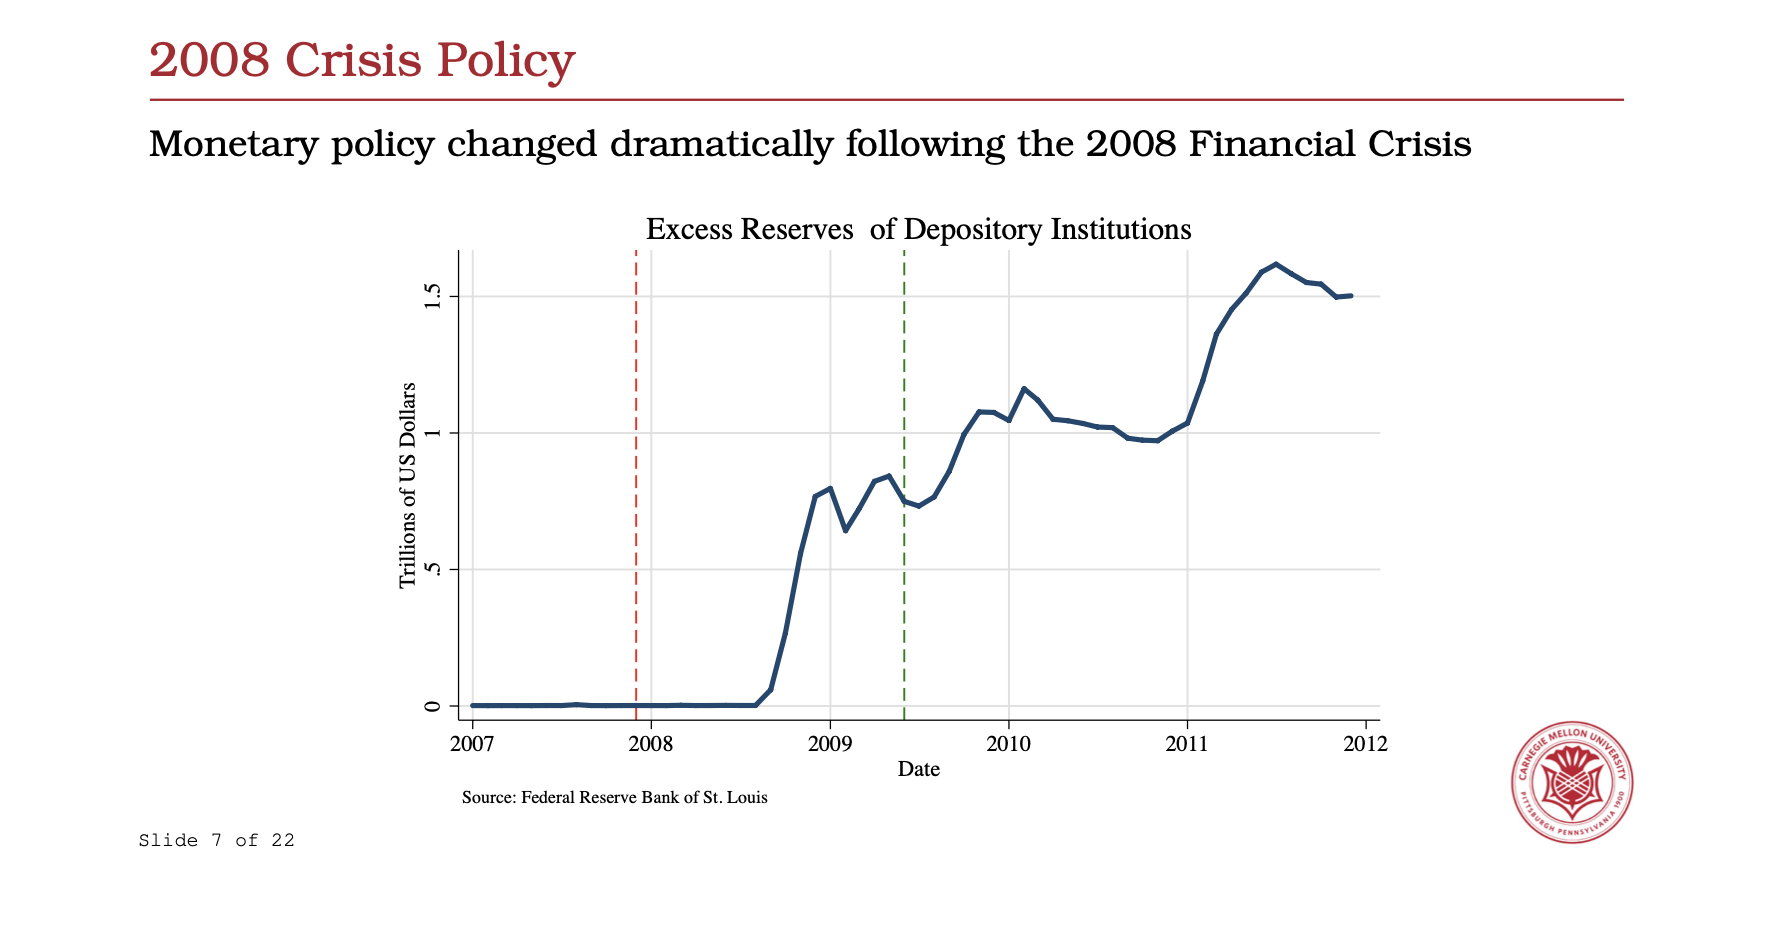 2008 Crisis Policy
Monetary policy changed dramatically following the 2008 Financial Crisis
Excess Reserves  of Depository Institutions
Trillions of US Dollars
1.5
1
.5
0
2007 2008 2009 2010 2011 2012
Date
Source: Federal Reserve Bank of St. Louis
CARNEGIE MELLON UNIVERSITY
PITTSBURGH PENNSYLVANIA 1900
Slide 7 of 22